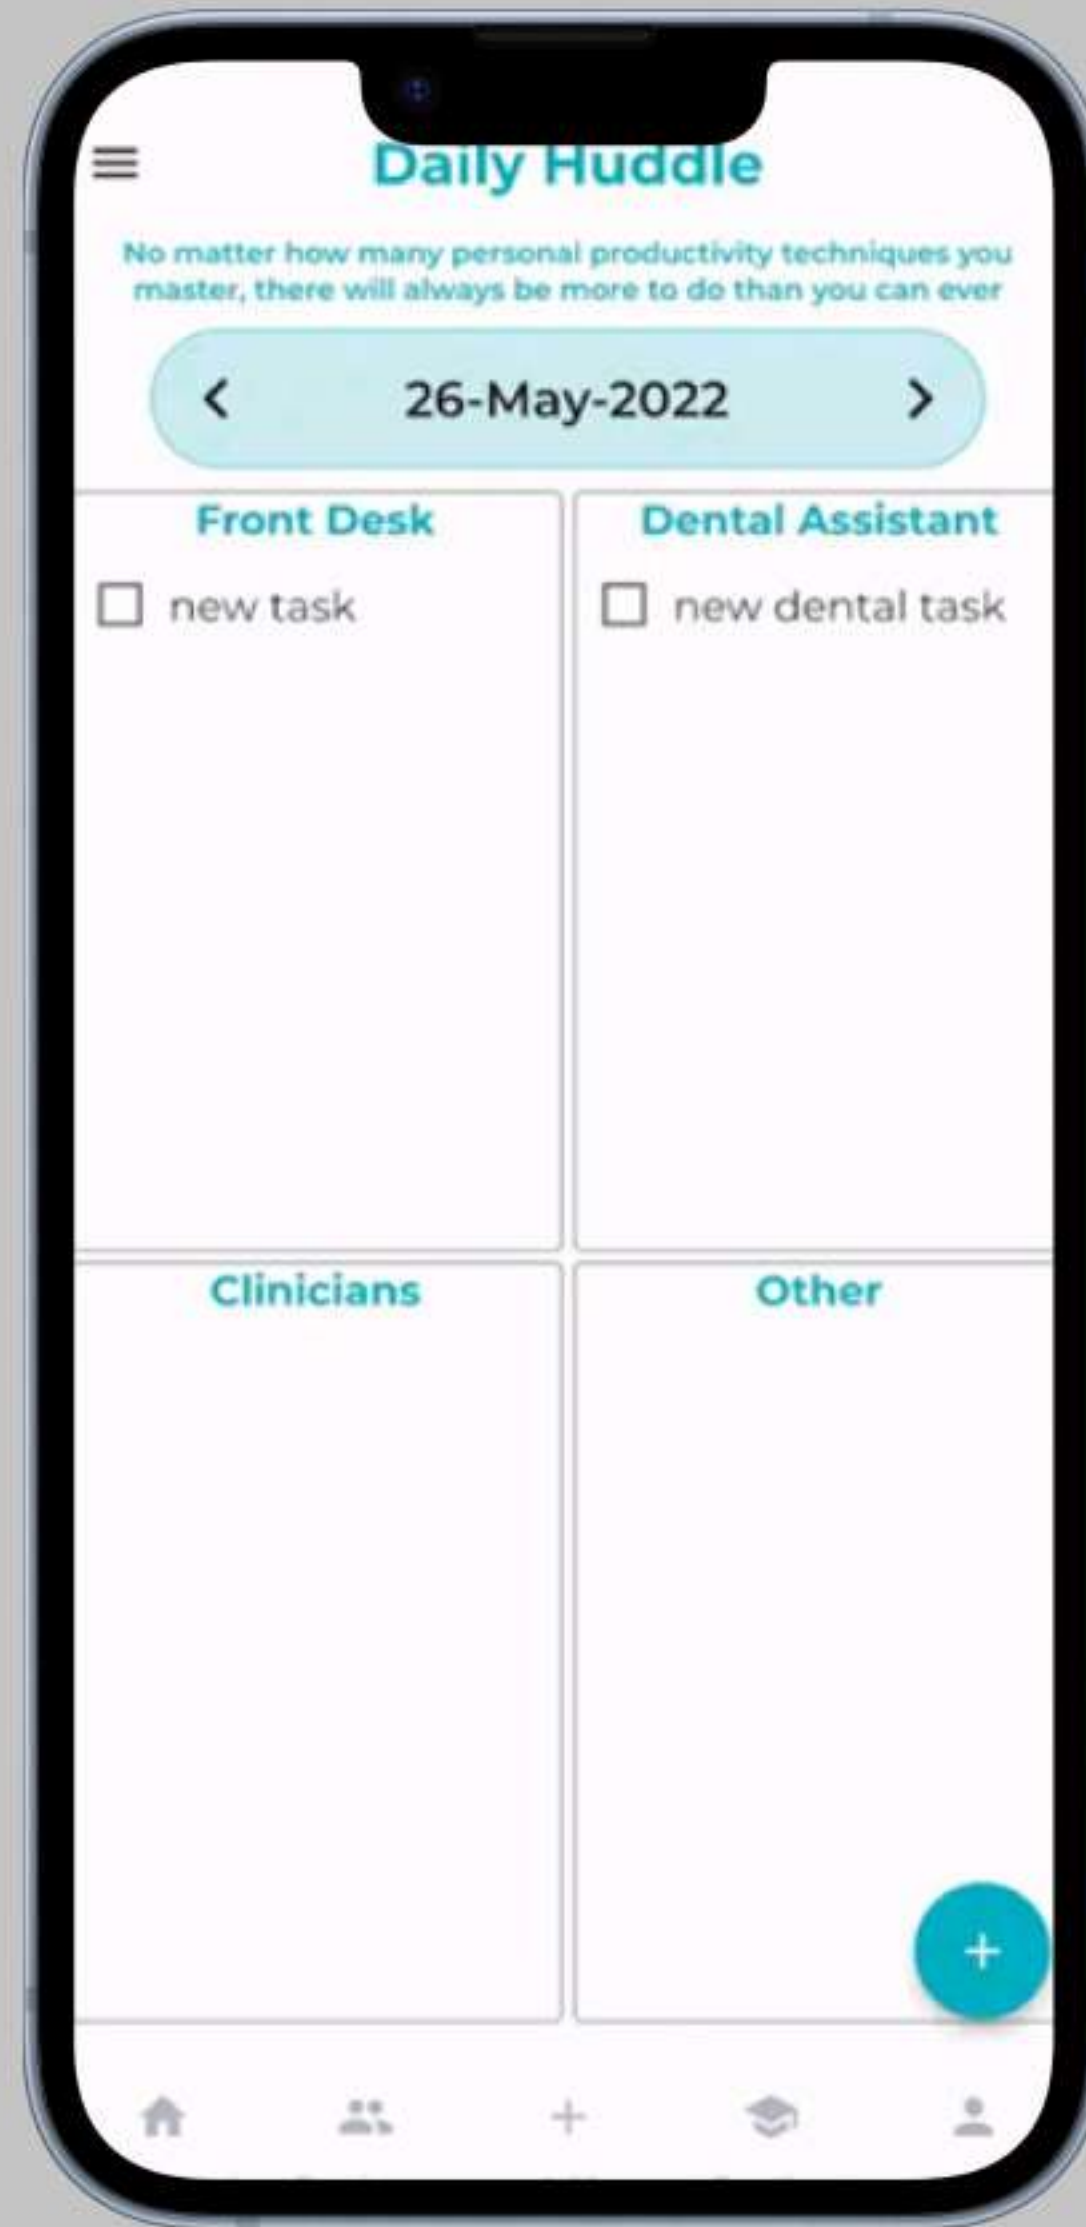 Daily Huddle
No matter how many personal productivity techniques you
master, there will always be more to do than you can ever
26-May-2022
Front Desk
new task
Dental Assistant
new dental task
Clinicians
Other